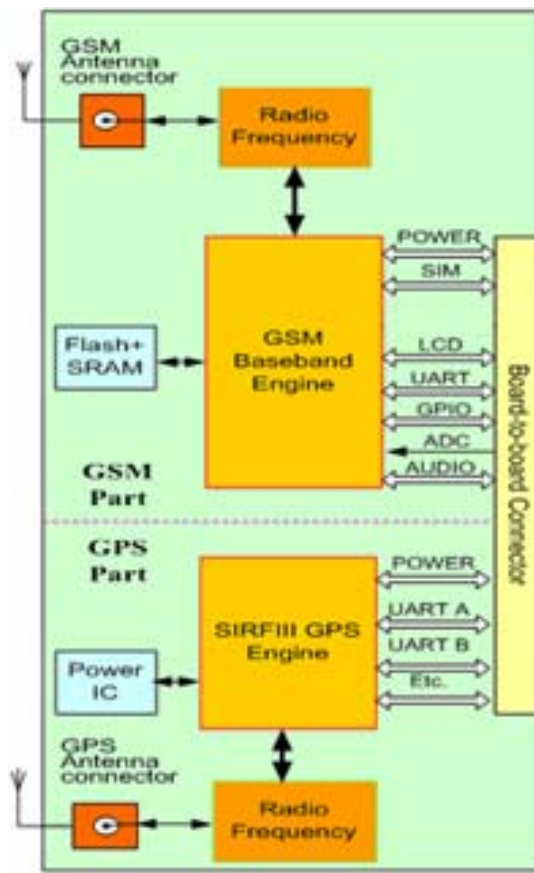 GSM
Antenna
connector
Radio
Frequency
POWER
SIM
GSM
Baseband
Engine
Flash+
SRAM
LCD
UART
GPIO
ADC
AUDIO
Board-to-board Connector
GSM
Part
GPS
Part
POWER
SIRFIII GPS
Engine
UART A
UART B
Etc.
Power
IC
GPS
Antenna
connector
Radio
Frequency